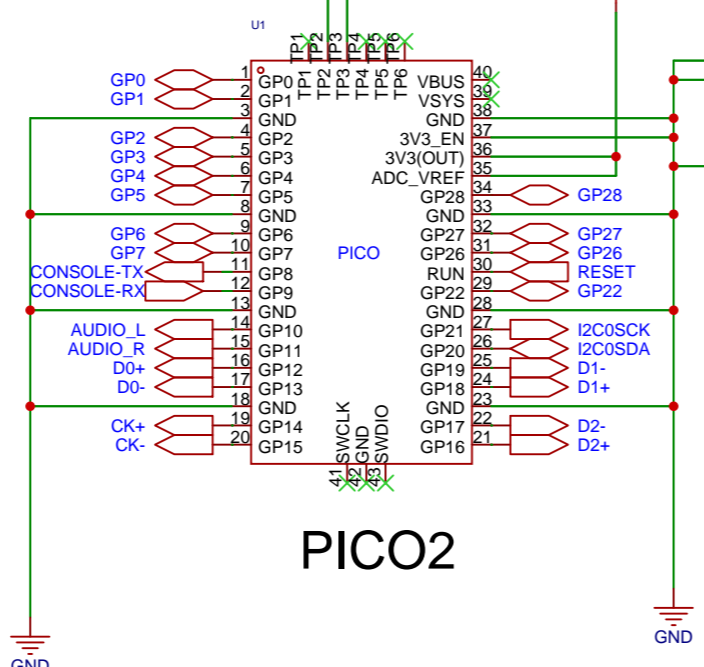 U1
TP1 TP2 TP3 TP4 TP5 TP6
TP1 TP2 TP3 TP4 TP5 TP6
GP0 1 GP0 VBUS 40
GP1 2 GP1 VSYS 39
3 GND GND 38
GP2 4 GP2 3V3_EN 37
GP3 5 GP3 3V3(OUT) 36
GP4 6 GP4 ADC_VREF 35
GP5 7 GP5 GP28 34 GP28
8 GND GND 33
GP6 9 GP6 GP27 32 GP27
GP7 10 GP7 PICO GP26 31 GP26
CONSOLE-TX 11 GP8 RUN 30 RESET
CONSOLE-RX 12 GP9 GP22 29 GP22
13 GND GND 28
AUDIO_L 14 GP10 GP21 27 I2C0SCK
AUDIO_R 15 GP11 GP20 26 I2C0SDA
D0+ 16 GP12 GP19 25 D1-
D0- 17 GP13 GP18 24 D1+
18 GND GND 23
CK+ 19 GP14 GP17 22 D2-
CK- 20 GP15 GP16 21 D2+
SWCLK GND SWDIO
41 42 43
PICO2
GND
GND